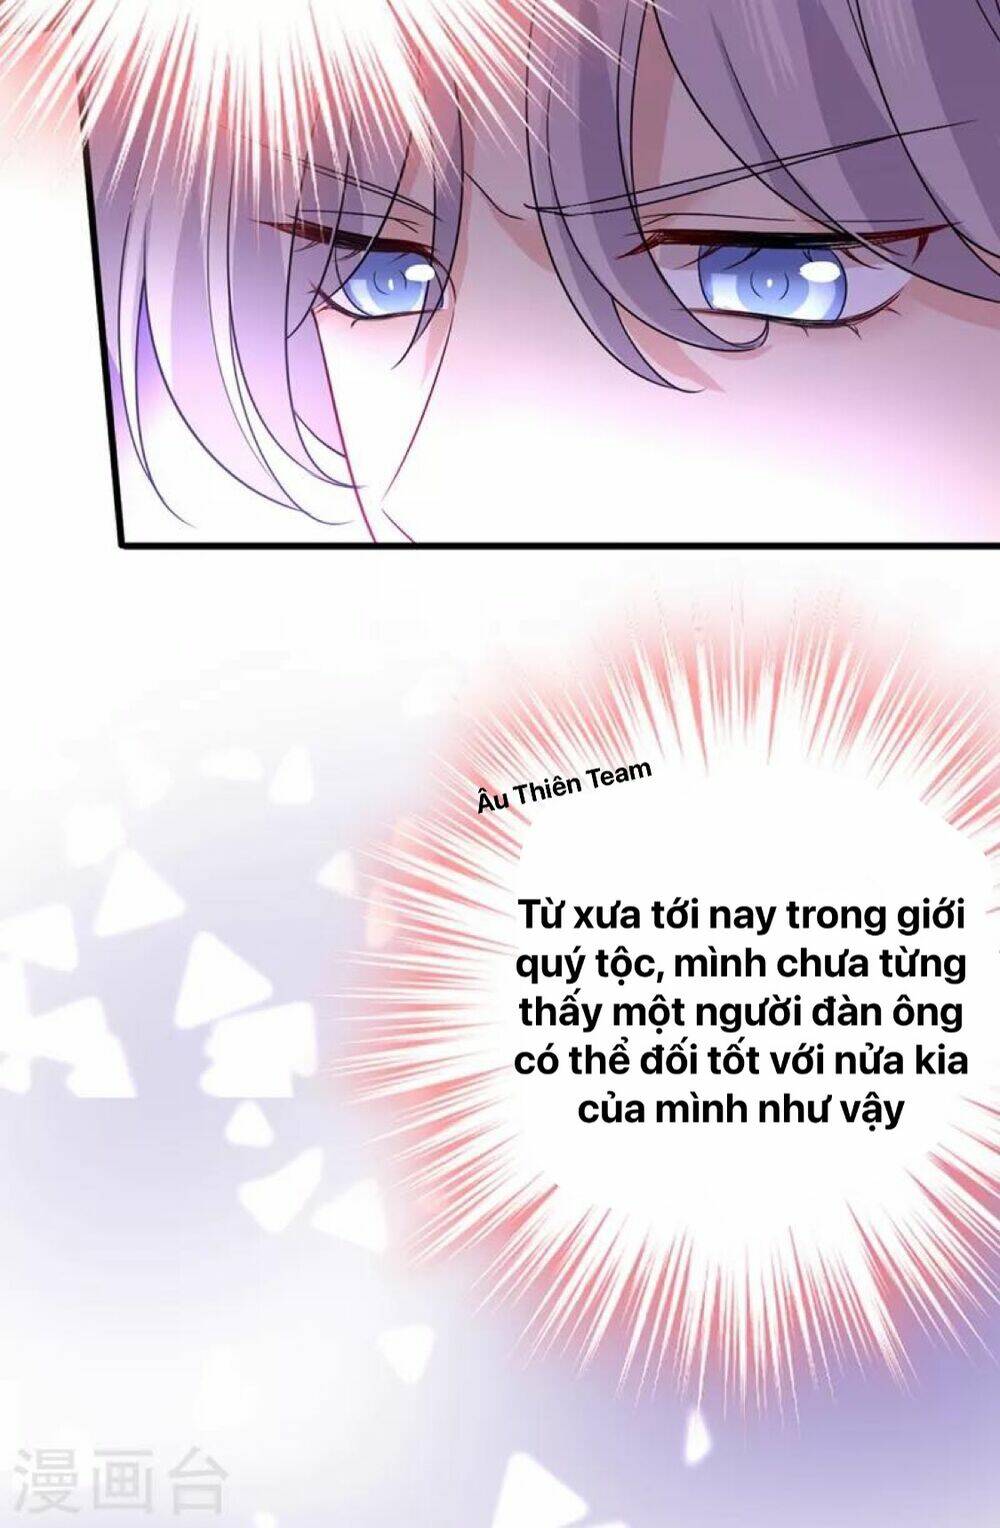 Âu Thiên Team
Từ xưa tới nay trong giới
quý tộc, mình chưa từng
thấy một người đàn ông
có thể đối tốt với nửa kia
của mình như vậy
漫画台